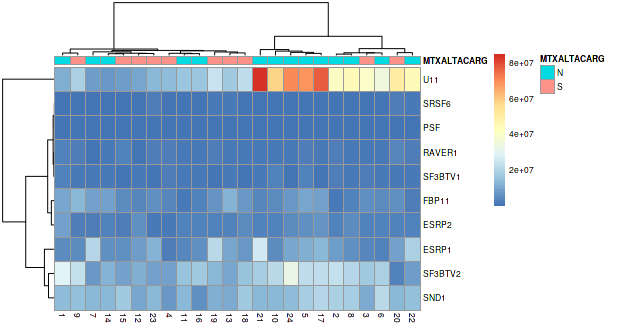 MTXALTACARG
U11
SRSF6
PSF
RAVER1
SF3BTV1
FBP11
ESRP2
ESRP1
SF3BTV2
SND1
1 9 7 14 15 12 23 4 11 16 19 13 18 21 10 24 5 17 2 8 3 6 20 22
8e+07
6e+07
4e+07
2e+07
MTXALTACARG
N
S